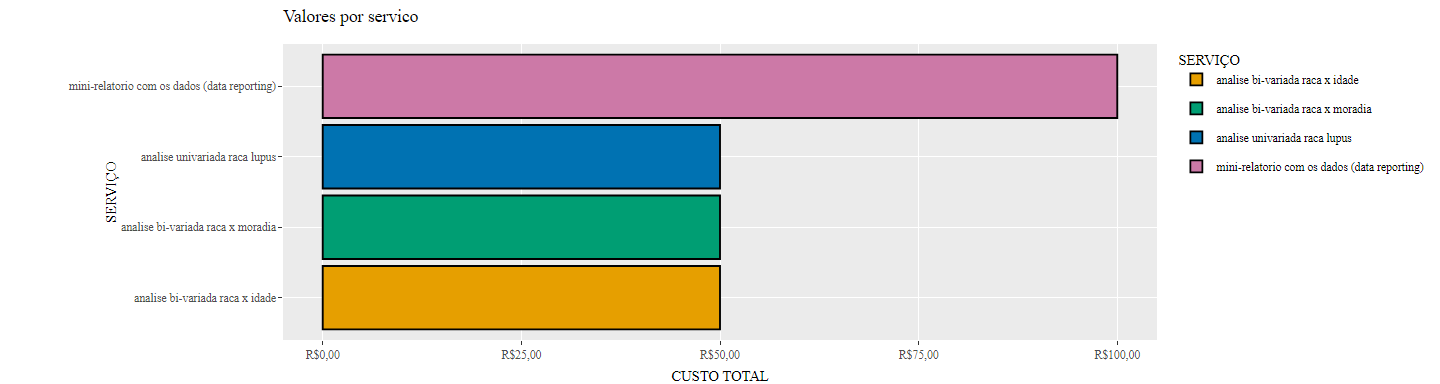 Valores por servico
mini-relatorio com os dados (data reporting)
analise univariada raca lupus
analise bi-variada raca x moradia
analise bi-variada raca x idade
SERVIÇO
R$0,00
R$25,00
R$50,00
R$75,00
R$100,00
CUSTO TOTAL
SERVIÇO
analise bi-variada raca x idade
analise bi-variada raca x moradia
analise univariada raca lupus
mini-relatorio com os dados (data reporting)